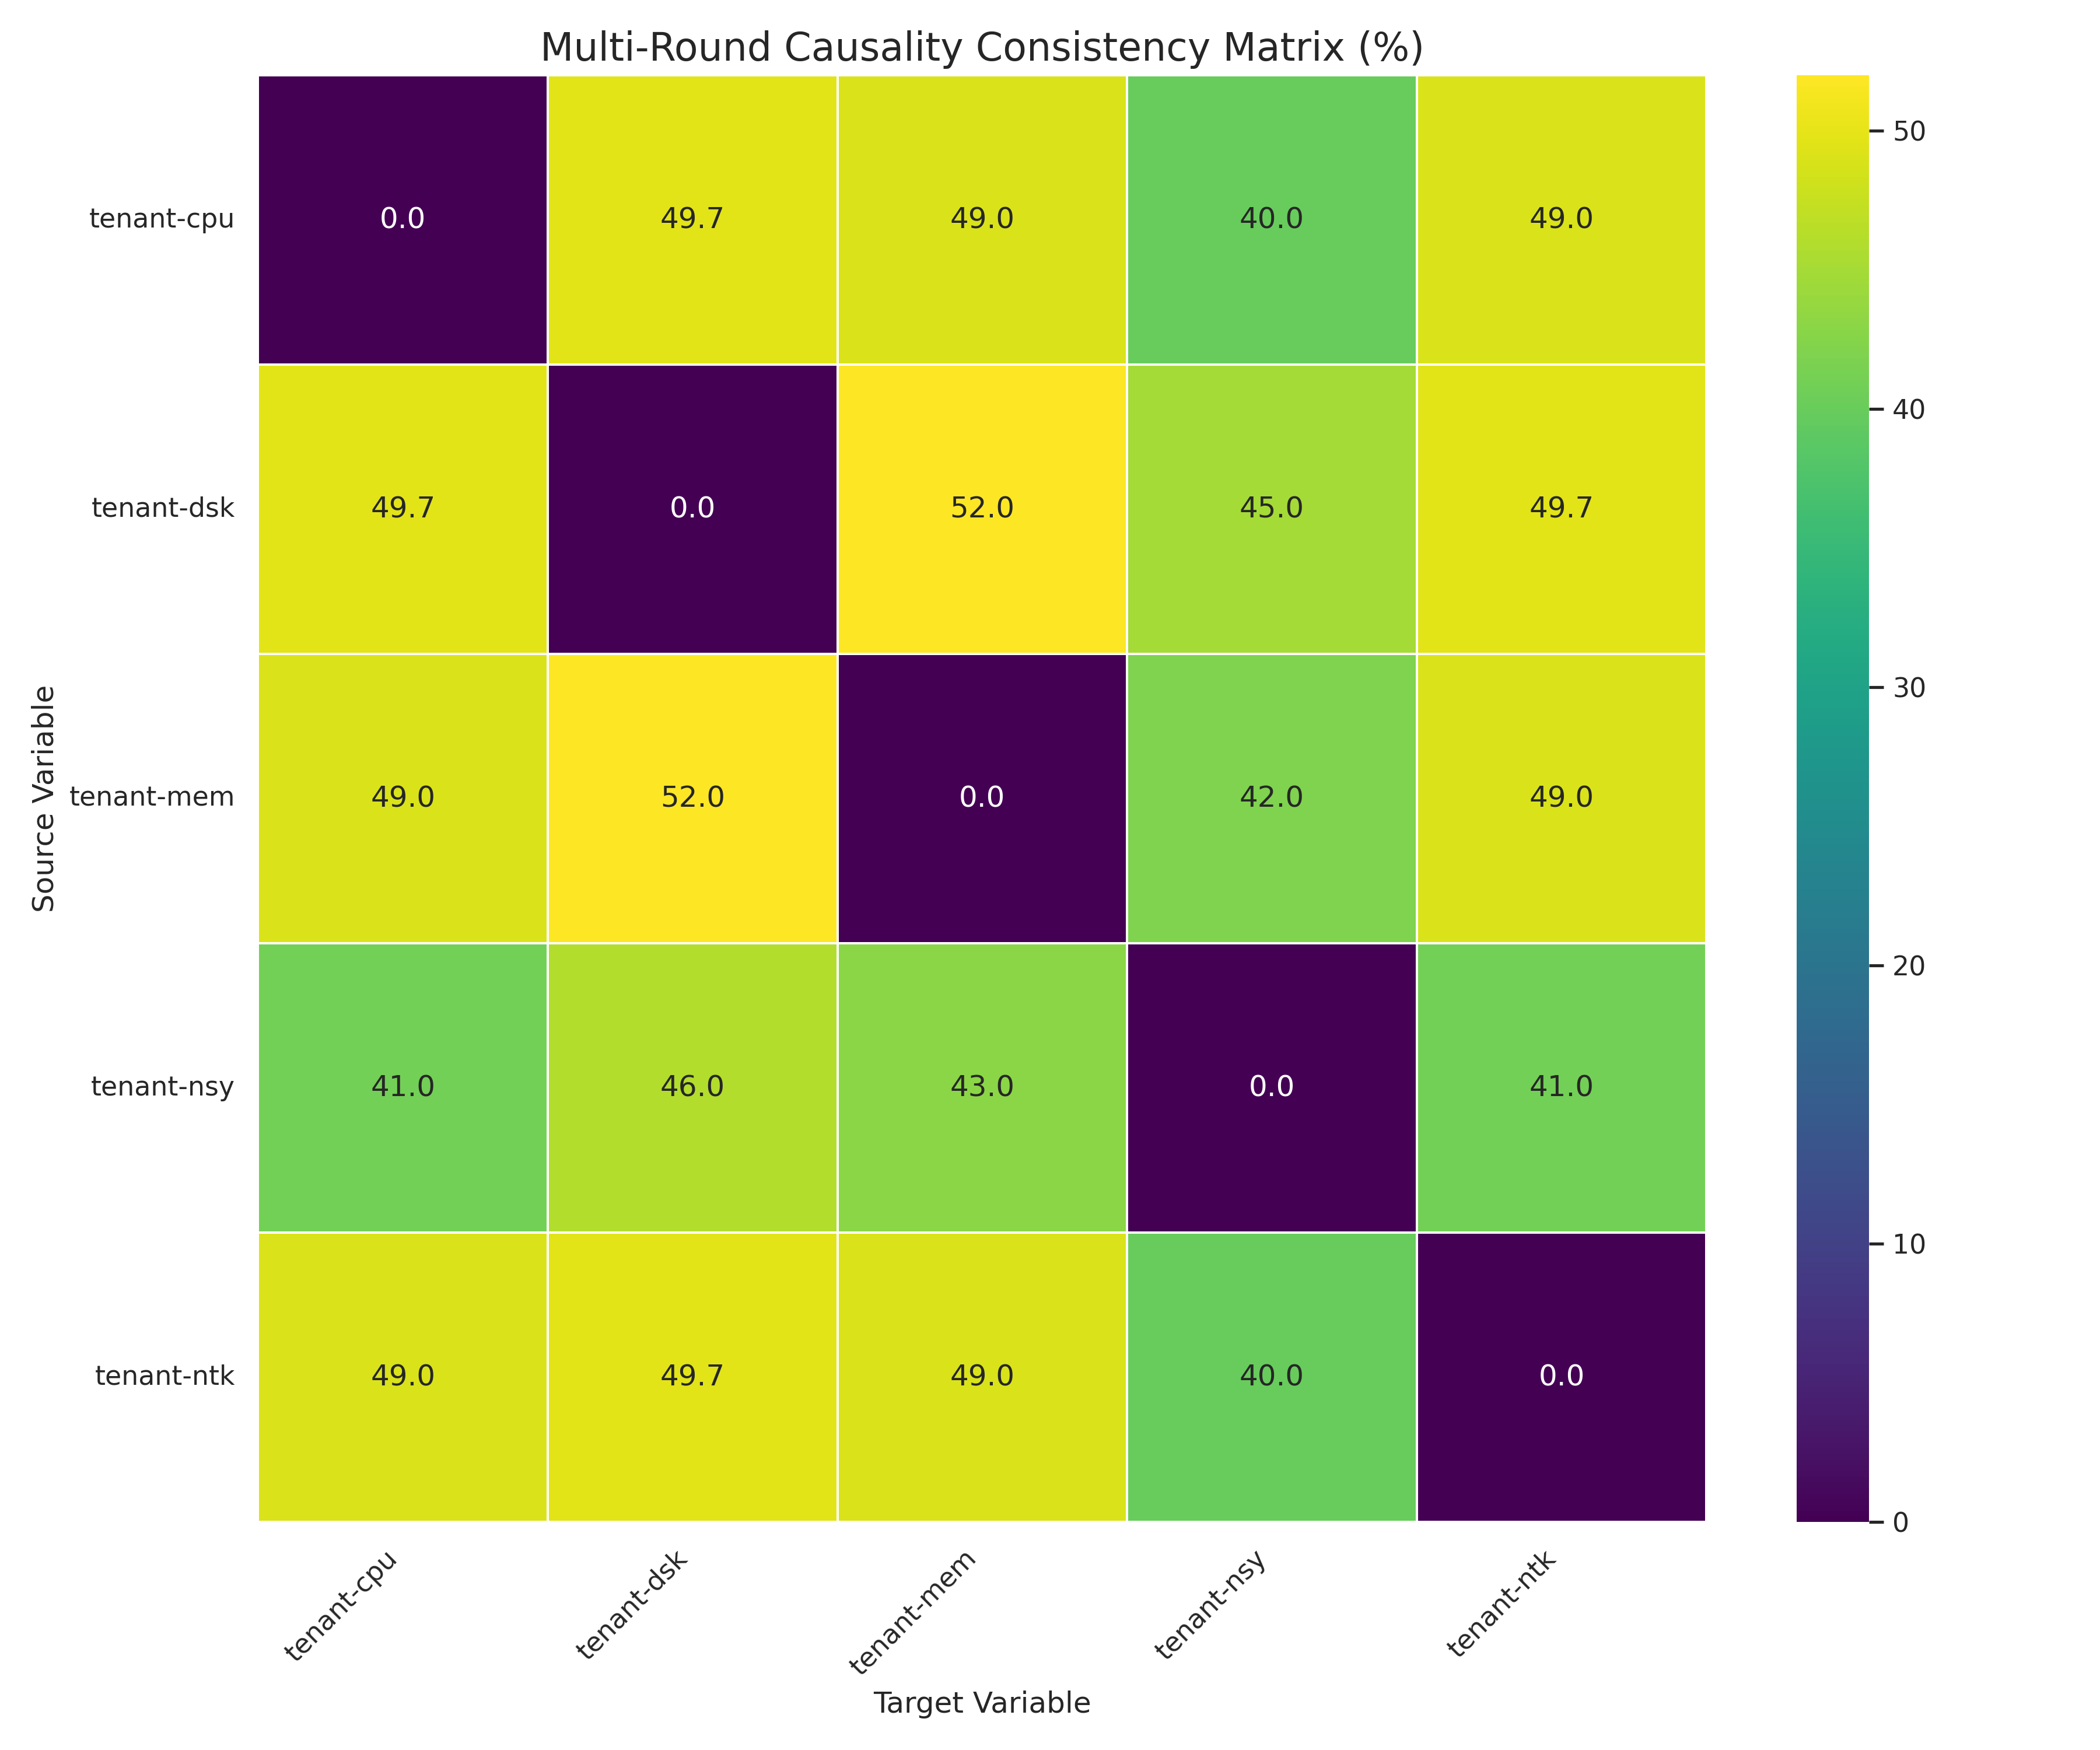 Multi-Round Causality Consistency Matrix (%)
Source Variable
tenant-cpu 0.0 49.7 49.0 40.0 49.0
tenant-dsk 49.7 0.0 52.0 45.0 49.7
tenant-mem 49.0 52.0 0.0 42.0 49.0
tenant-nsy 41.0 46.0 43.0 0.0 41.0
tenant-ntk 49.0 49.7 49.0 40.0 0.0
tenant-cpu tenant-dsk tenant-mem tenant-nsy tenant-ntk
Target Variable
50
40
30
20
10
0